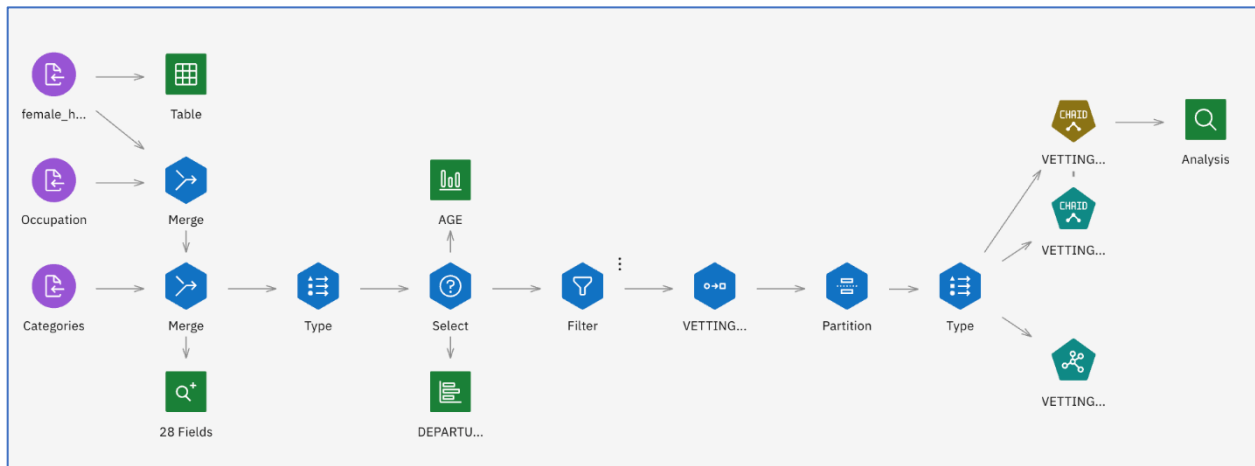 female_h...
Table
Occupation
Merge
AGE
CHAID
VETTING...
Analysis
CHAID
VETTING...
Categories
Merge
Type
Select
Filter
VETTING...
Partition
Type
28 Fields
DEPARTU...
VETTING...